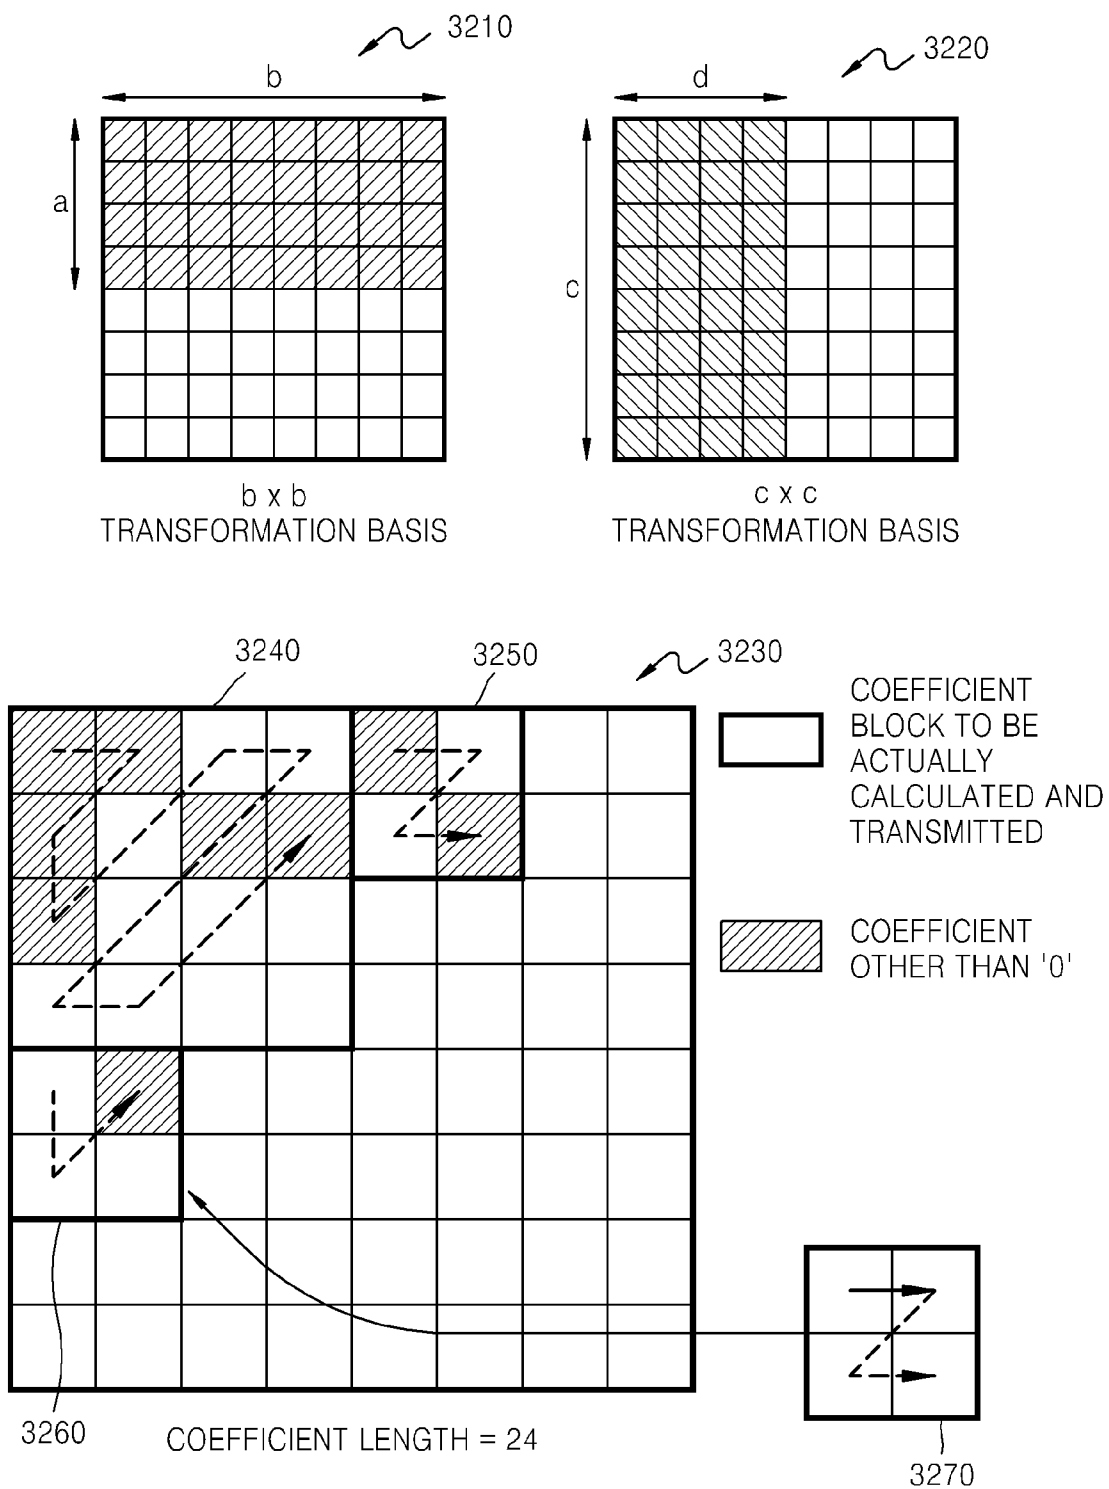 3210
3220
b
d
a
c
b x b
TRANSFORMATION BASIS
c x c
TRANSFORMATION BASIS
3240
3250
3230
COEFFICIENT
BLOCK TO BE
ACTUALLY
CALCULATED AND
TRANSMITTED
COEFFICIENT
OTHER THAN '0'
3260
COEFFICIENT LENGTH = 24
3270